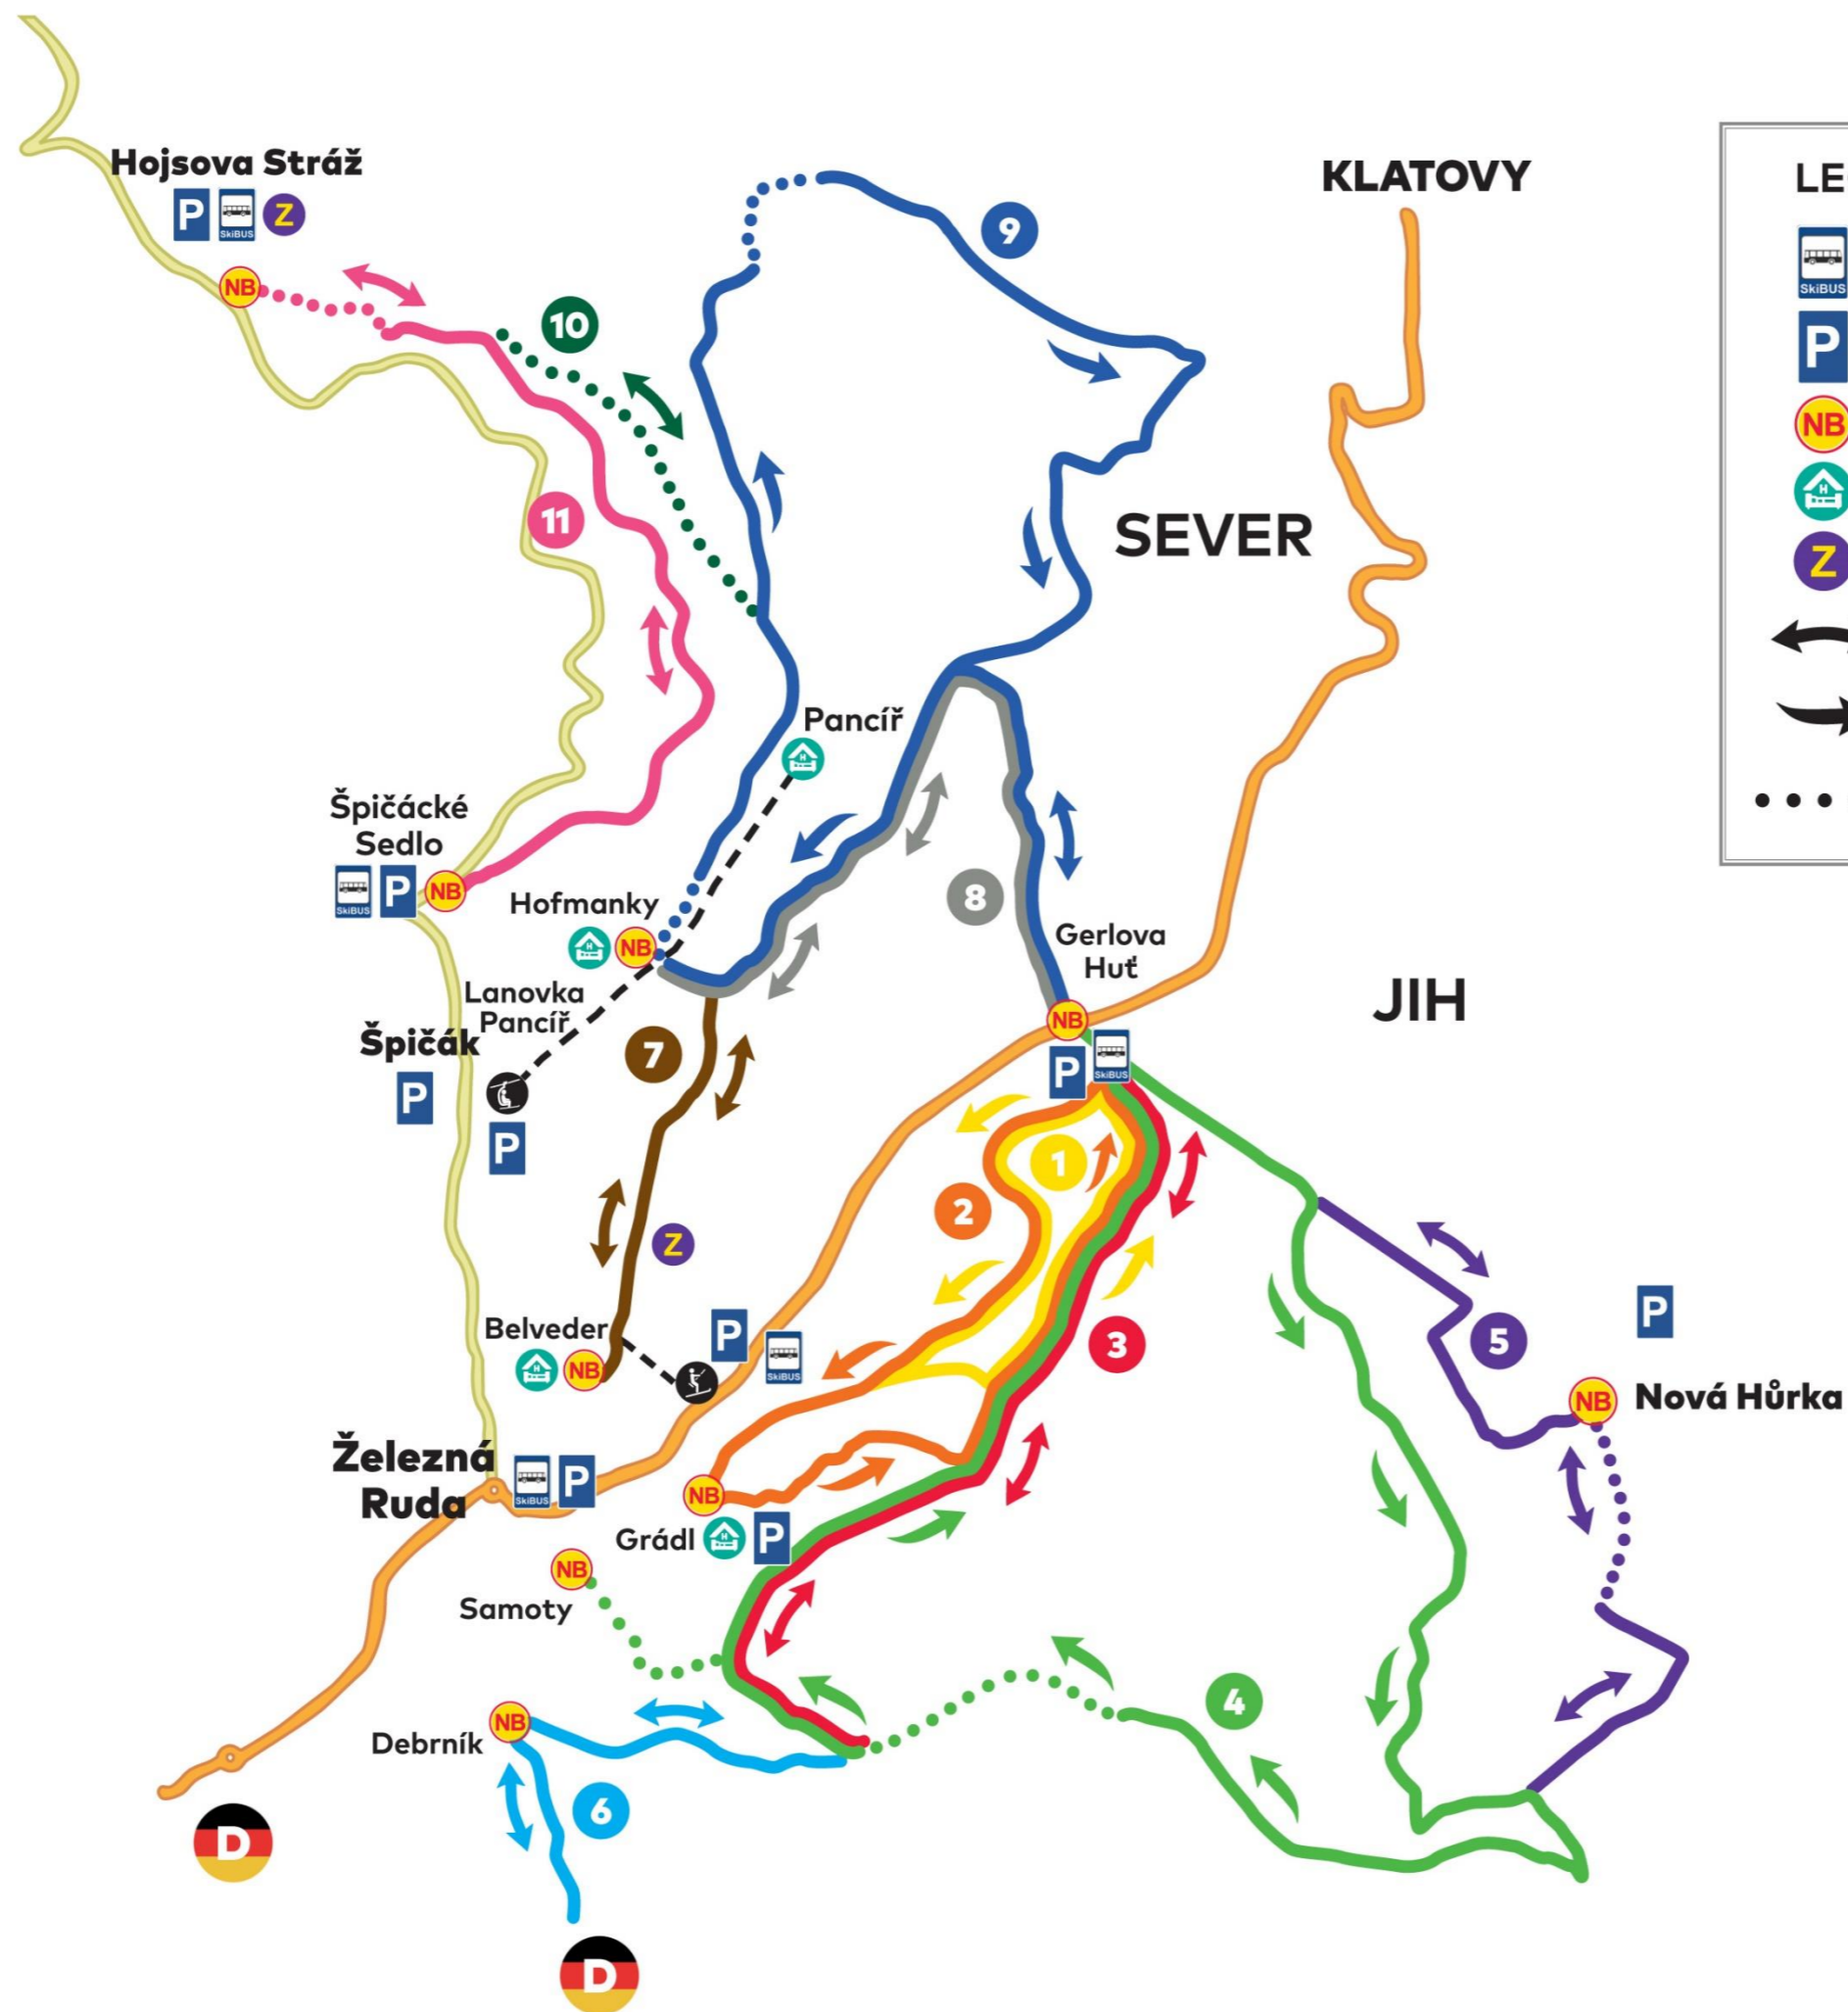 Hojsova Stráž
P
SkiBUS
Z
NB
KLATOVY
LE
SkiBUS
P
NB
H
Z
9
10
11
SEVER
Pancíř
H
Špičácké
Sedlo
SkiBUS
P
NB
Hofmanky
H
NB
8
Gerlova
Huť
NB
P
SkiBUS
JIH
Lanovka
Pancíř
Špičák
P
P
7
Z
1
2
3
5
P
NB
Nová Hůrka
Belveder
H
NB
P
SkiBUS
Železná
Ruda
SkiBUS
P
NB
Grádl
H
P
NB
Samoty
4
NB
Debrník
6
D
D